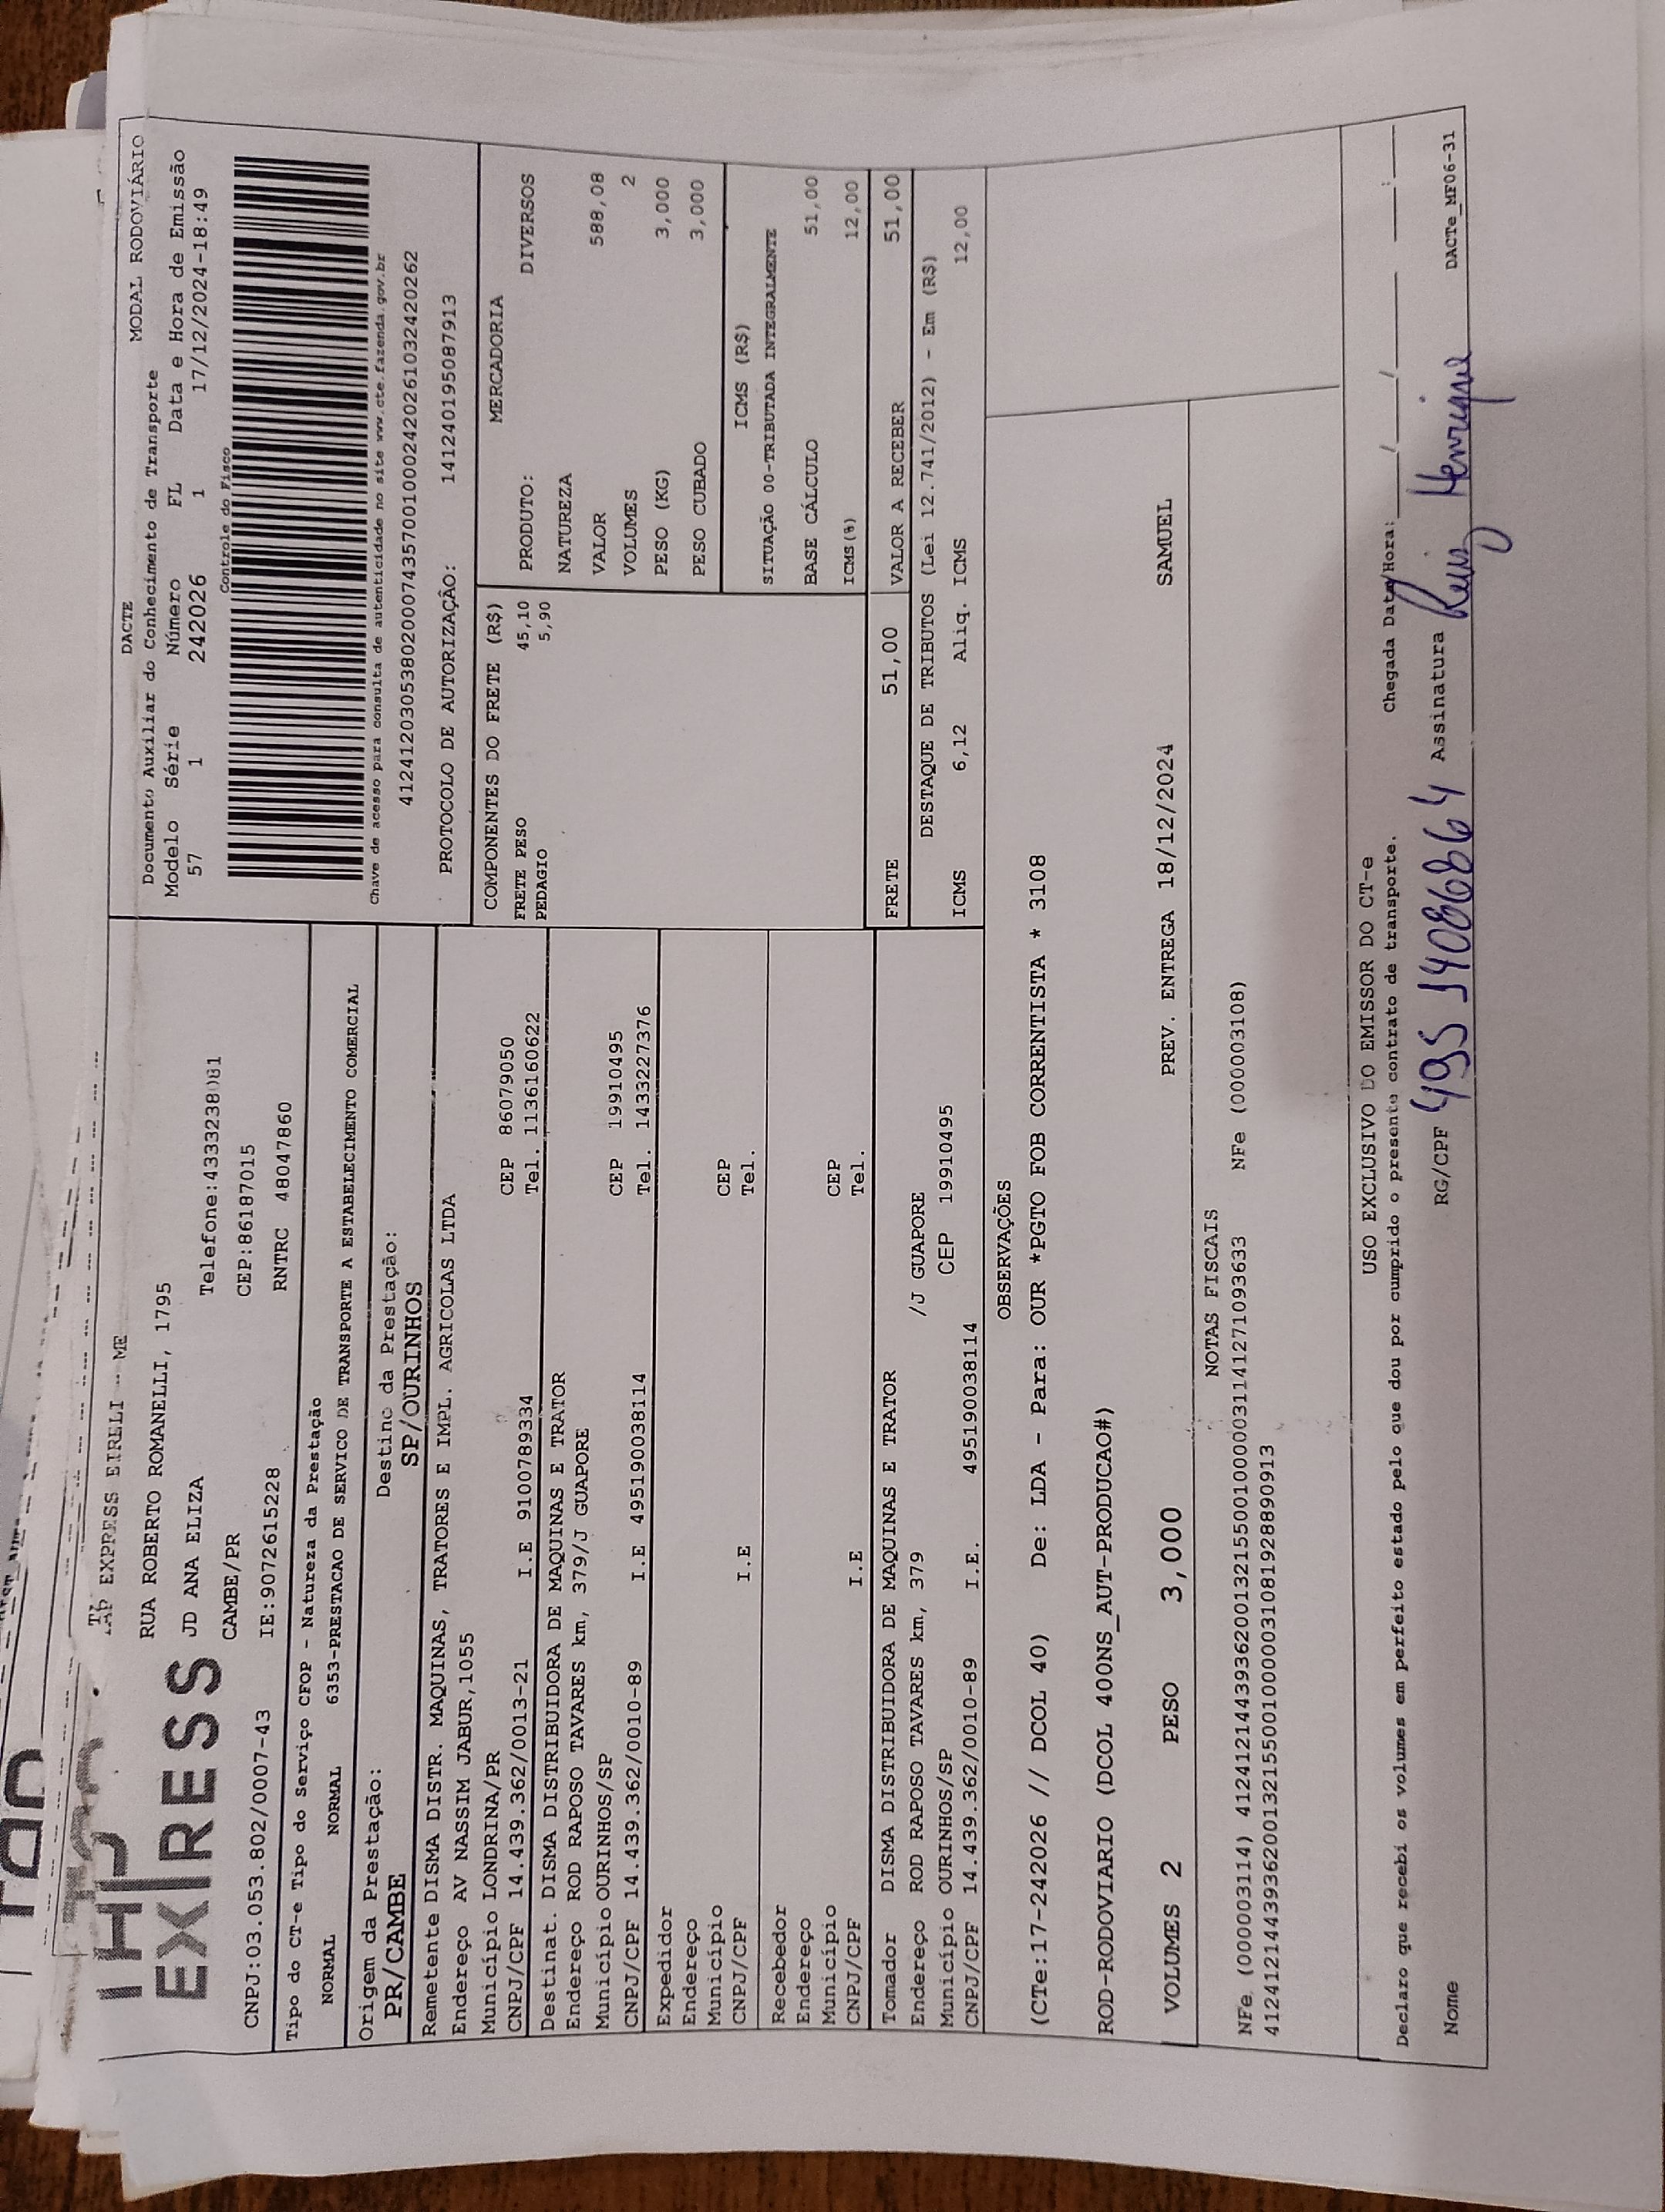 EXPRESS
TAP EXPRESS EIRELI - ME
RUA ROBERTO ROMANELLI, 1795
JD ANA ELIZA
Telefone:4333238081
CAMBE/PR
CEP:86187015
CNPJ:03.053.802/0007-43
IE:9072615228
RNTRC 48047860
Tipo do CT-e Tipo do Serviço CFOP - Natureza da Prestação
NORMAL NORMAL 6353-PRESTACAO DE SERVICO DE TRANSPORTE A ESTABELECIMENTO COMERCIAL
Origem da Prestação: Destino da Prestação:
PR/CAMBE SP/OURINHOS
DACTE MODAL RODOVIÁRIO
Documento Auxiliar do Conhecimento de Transporte
Modelo Série Número FL Data e Hora de Emissão
57 1 242026 1 17/12/2024-18:49
Controle do Fisco
Chave de acesso para consulta de autenticidade no site www.cte.fazenda.gov.br
41241203053802000743570010002420261032420262
PROTOCOLO DE AUTORIZAÇÃO: 141240195087913
Remetente DISMA DISTR. MAQUINAS, TRATORES E IMPL. AGRICOLAS LTDA
Endereço AV NASSIM JABUR,1055
Município LONDRINA/PR CEP 86079050
CNPJ/CPF 14.439.362/0013-21 I.E 9100789334 Tel. 1136160622
Destinat. DISMA DISTRIBUIDORA DE MAQUINAS E TRATOR
Endereço ROD RAPOSO TAVARES km, 379/J GUAPORE
Município OURINHOS/SP CEP 19910495
CNPJ/CPF 14.439.362/0010-89 I.E 495190038114 Tel. 1433227376
Expedidor
Endereço
Município CEP
CNPJ/CPF I.E Tel.
Recebedor
Endereço
Município CEP
CNPJ/CPF I.E Tel.
Tomador DISMA DISTRIBUIDORA DE MAQUINAS E TRATOR
Endereço ROD RAPOSO TAVARES km, 379 /J GUAPORE
Município OURINHOS/SP CEP 19910495
CNPJ/CPF 14.439.362/0010-89 I.E. 495190038114
COMPONENTES DO FRETE (R$)
FRETE PESO 45,10
PEDAGIO 5,90
MERCADORIA
PRODUTO: DIVERSOS
NATUREZA
VALOR 588,08
VOLUMES 2
PESO (KG) 3,000
PESO CUBADO 3,000
ICMS (R$)
SITUAÇÃO 00-TRIBUTADA INTEGRALMENTE
BASE CÁLCULO 51,00
ICMS(%) 12,00
FRETE 51,00 VALOR A RECEBER 51,00
DESTAQUE DE TRIBUTOS (Lei 12.741/2012) - Em (R$)
ICMS 6,12 Aliq. ICMS 12,00
OBSERVAÇÕES
(CTe:17-242026 // DCOL 40) De: LDA - Para: OUR *PGTO FOB CORRENTISTA * 3108
ROD-RODOVIARIO (DCOL 400NS_AUT-PRODUCAO#)
VOLUMES 2 PESO 3,000 PREV. ENTREGA 18/12/2024 SAMUEL
NOTAS FISCAIS
NFe (000003114) 41241214439362001321550010000031141271093633 NFe (000003108)
41241214439362001321550010000031081928890913
USO EXCLUSIVO DO EMISSOR DO CT-e
Declaro que recebi os volumes em perfeito estado pelo que dou por cumprido o presente contrato de transporte. Chegada Data/Hora: / / :
Nome RG/CPF Assinatura Henrique
DACTe_MF06-31